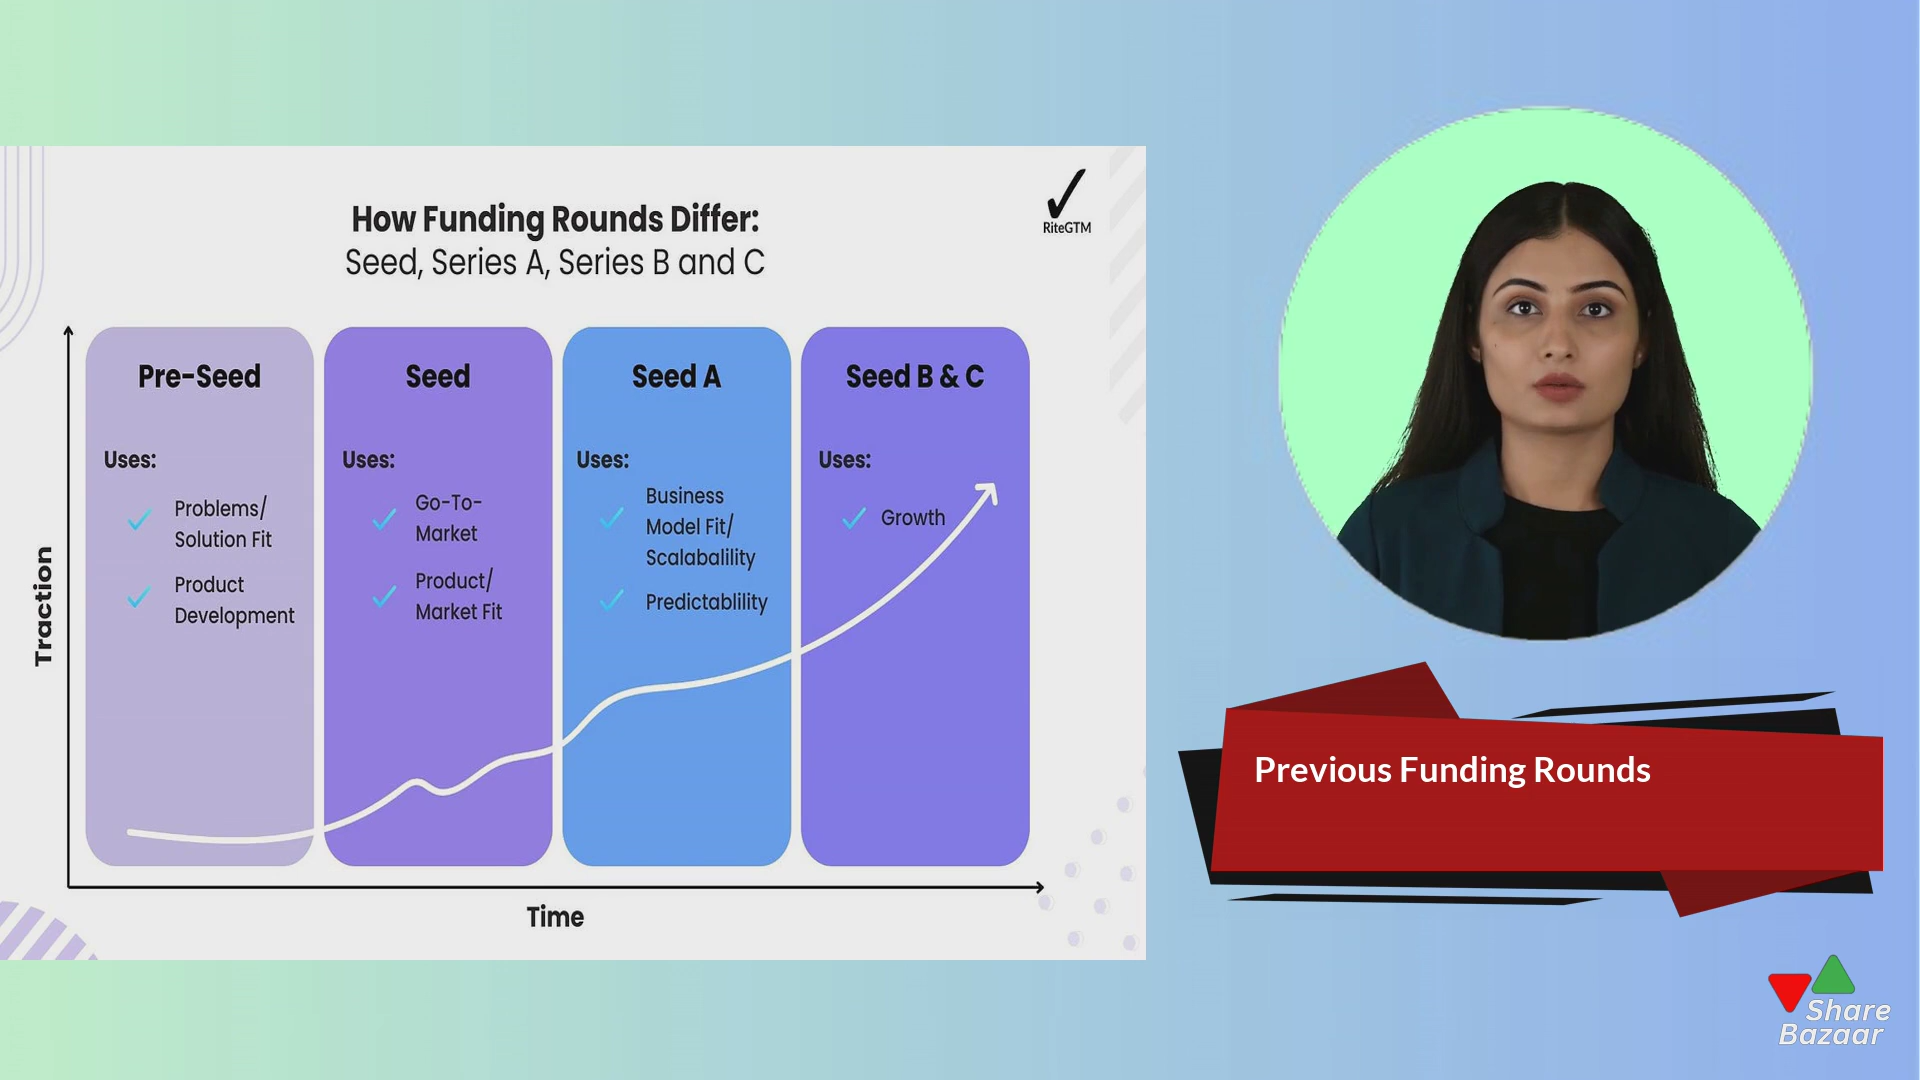 How Funding Rounds Differ:
Seed, Series A, Series B and C
RiteGTM
Pre-Seed
Uses:
Problems/
Solution Fit
Product
Development
Seed
Uses:
Go-To-
Market
Product/
Market Fit
Seed A
Uses:
Business
Model Fit/
Scalabalility
Predictablility
Seed B & C
Uses:
Growth
Traction
Time
Previous Funding Rounds
Share
Bazaar